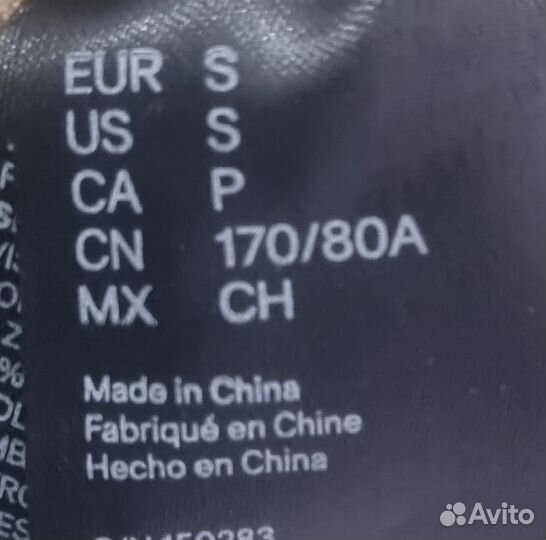 EUR S
US S
CA P
CN 170/80A
MX CH
Made in China
Fabriqué en Chine
Hecho en China
Avito